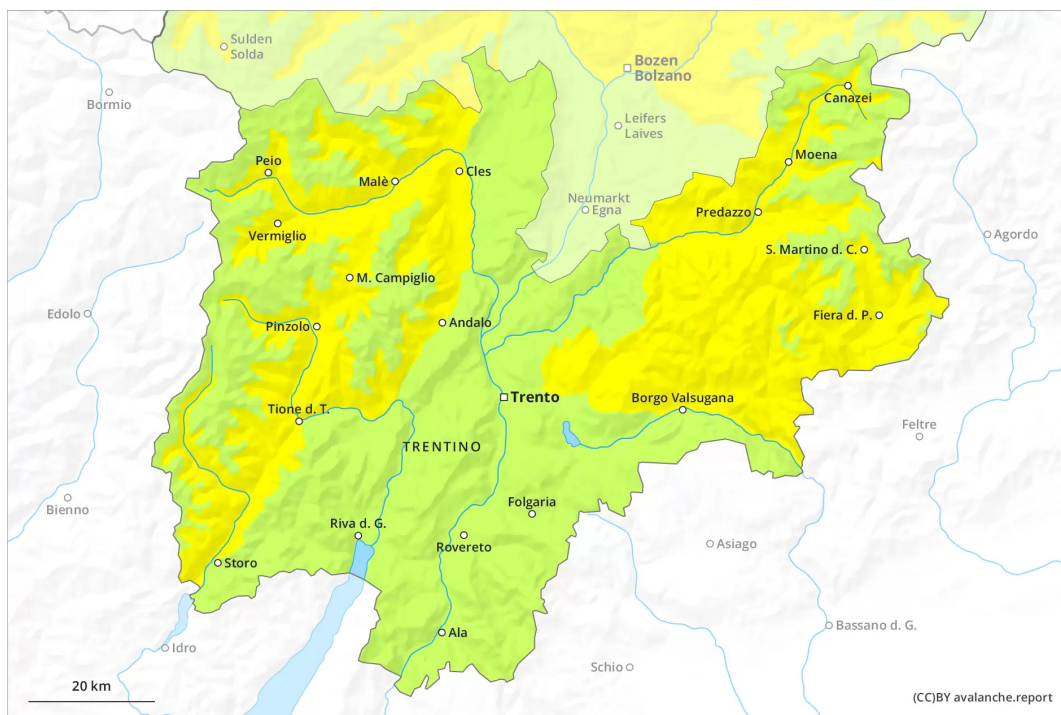 Sulden
Solda
Bozen
Bolzano
Bormio
Canazei
Leifers
Laives
Peio
Malè
Cles
Moena
Neumarkt
Egna
Predazzo
Vermiglio
S. Martino d. C.
Agordo
M. Campiglio
Edolo
Pinzolo
Andalo
Fiera d. P.
Trento
Borgo Valsugana
Tione d. T.
Feltre
TRENTINO
Bienno
Folgaria
Riva d. G.
Rovereto
Asiago
Storo
Ala
Bassano d. G.
Idro
Schio
20 km
(CC)BY avalanche.report